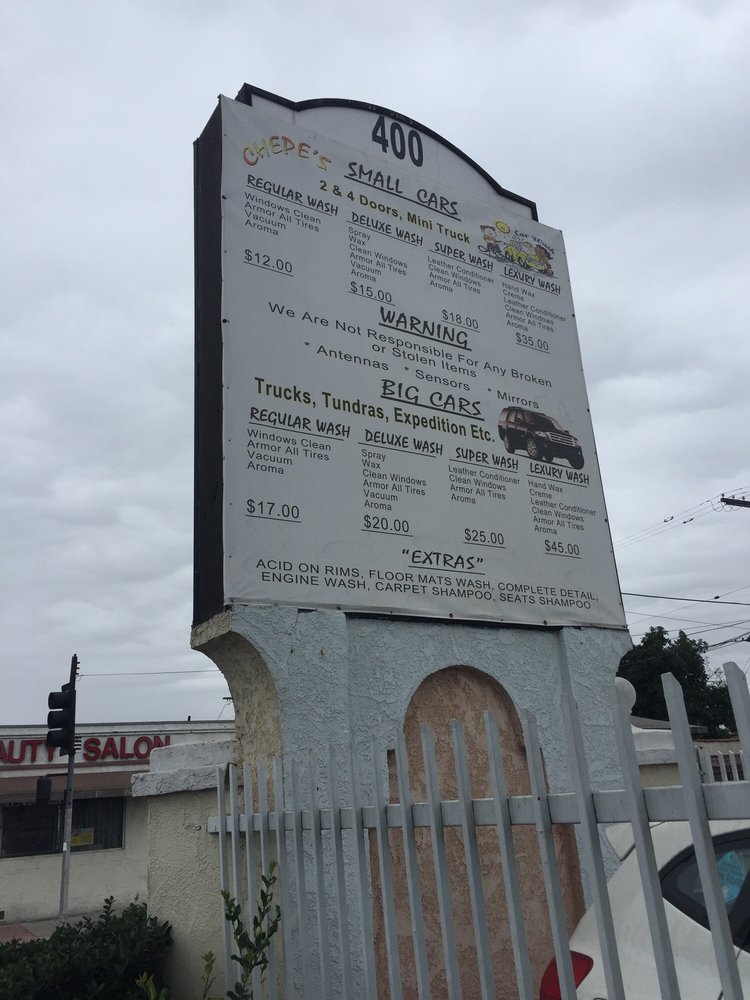 400
CHEPE'S
SMALL CARS
2 & 4 Doors, Mini Truck
Car Wash
REGULAR WASH
Windows Clean
Armor All Tires
Vacuum
Aroma
$12.00
DELUXE WASH
Spray
Wax
Clean Windows
Armor All Tires
Vacuum
Aroma
$15.00
SUPER WASH
Leather Conditioner
Clean Windows
Armor All Tires
Aroma
$18.00
LEXURY WASH
Hand Wax
Creme
Leather Conditioner
Clean Windows
Armor All Tires
Aroma
$35.00
WARNING
We Are Not Responsible For Any Broken
or Stolen Items
* Antennas * Sensors * Mirrors
BIG CARS
Trucks, Tundras, Expedition Etc.
REGULAR WASH
Windows Clean
Armor All Tires
Vacuum
Aroma
$17.00
DELUXE WASH
Spray
Wax
Clean Windows
Armor All Tires
Vacuum
Aroma
$20.00
SUPER WASH
Leather Conditioner
Clean Windows
Armor All Tires
Aroma
$25.00
LEXURY WASH
Hand Wax
Creme
Leather Conditioner
Clean Windows
Armor All Tires
Aroma
$45.00
"EXTRAS"
ACID ON RIMS, FLOOR MATS WASH, COMPLETE DETAIL,
ENGINE WASH, CARPET SHAMPOO, SEATS SHAMPOO
AUTY SALON